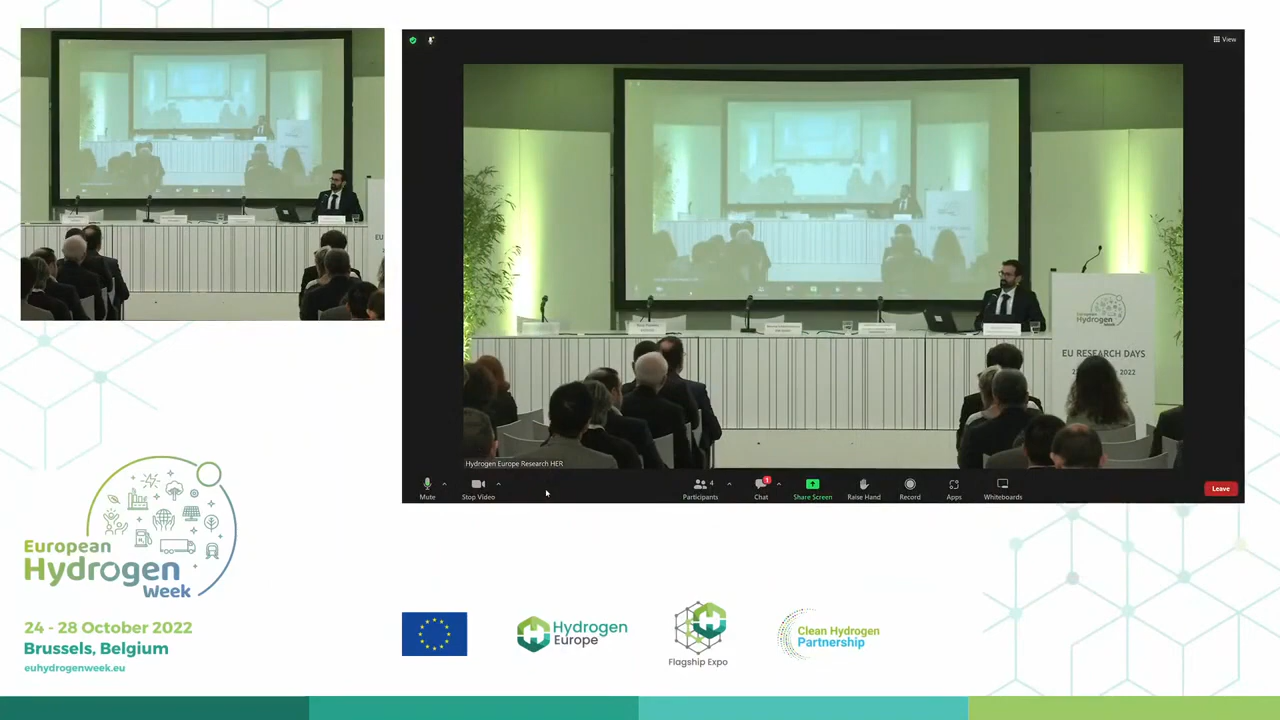 View
European
Hydrogen
Week
EU RESEARCH DAYS
2022
Hydrogen Europe Research HER
Mute
Stop Video
Participants
4
Chat
1
Share Screen
Raise Hand
Record
Apps
Whiteboards
Leave
European
Hydrogen
Week
24 - 28 October 2022
Brussels, Belgium
euhydrogenweek.eu
Hydrogen
Europe
Flagship Expo
Clean Hydrogen
Partnership